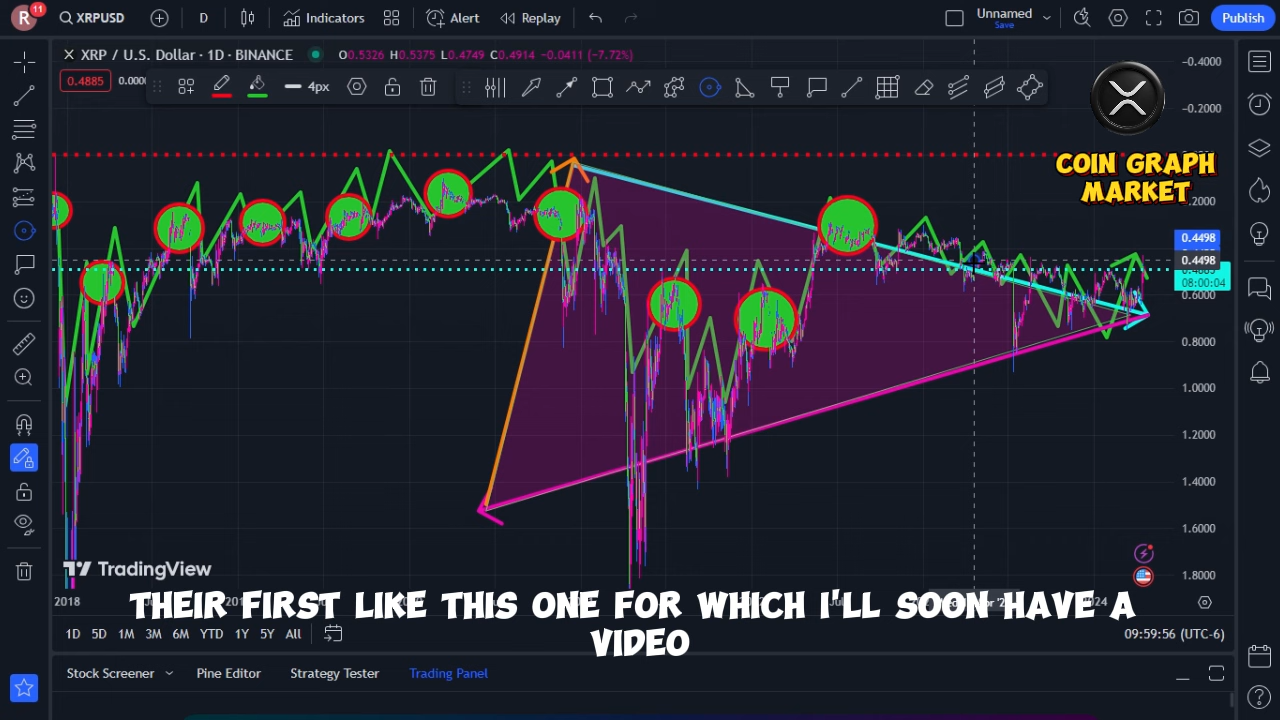 R
11
XRPUSD
D
Indicators
Alert
Replay
Unnamed
Save
Publish
XRP / U.S. Dollar · 1D · BINANCE
O0.5326 H0.5375 L0.4749 C0.4914 −0.0411 (−7.72%)
0.4885
4px
−0.4000
−0.2000
COIN GRAPH
MARKET
0.4498
0.4498
08:00:04
0.6000
0.8000
1.0000
1.2000
1.4000
1.6000
1.8000
TradingView
2018
THEIR FIRST LIKE THIS ONE FOR WHICH I'LL SOON HAVE A
VIDEO
1D 5D 1M 3M 6M YTD 1Y 5Y All
09:59:56 (UTC-6)
Stock Screener
Pine Editor
Strategy Tester
Trading Panel